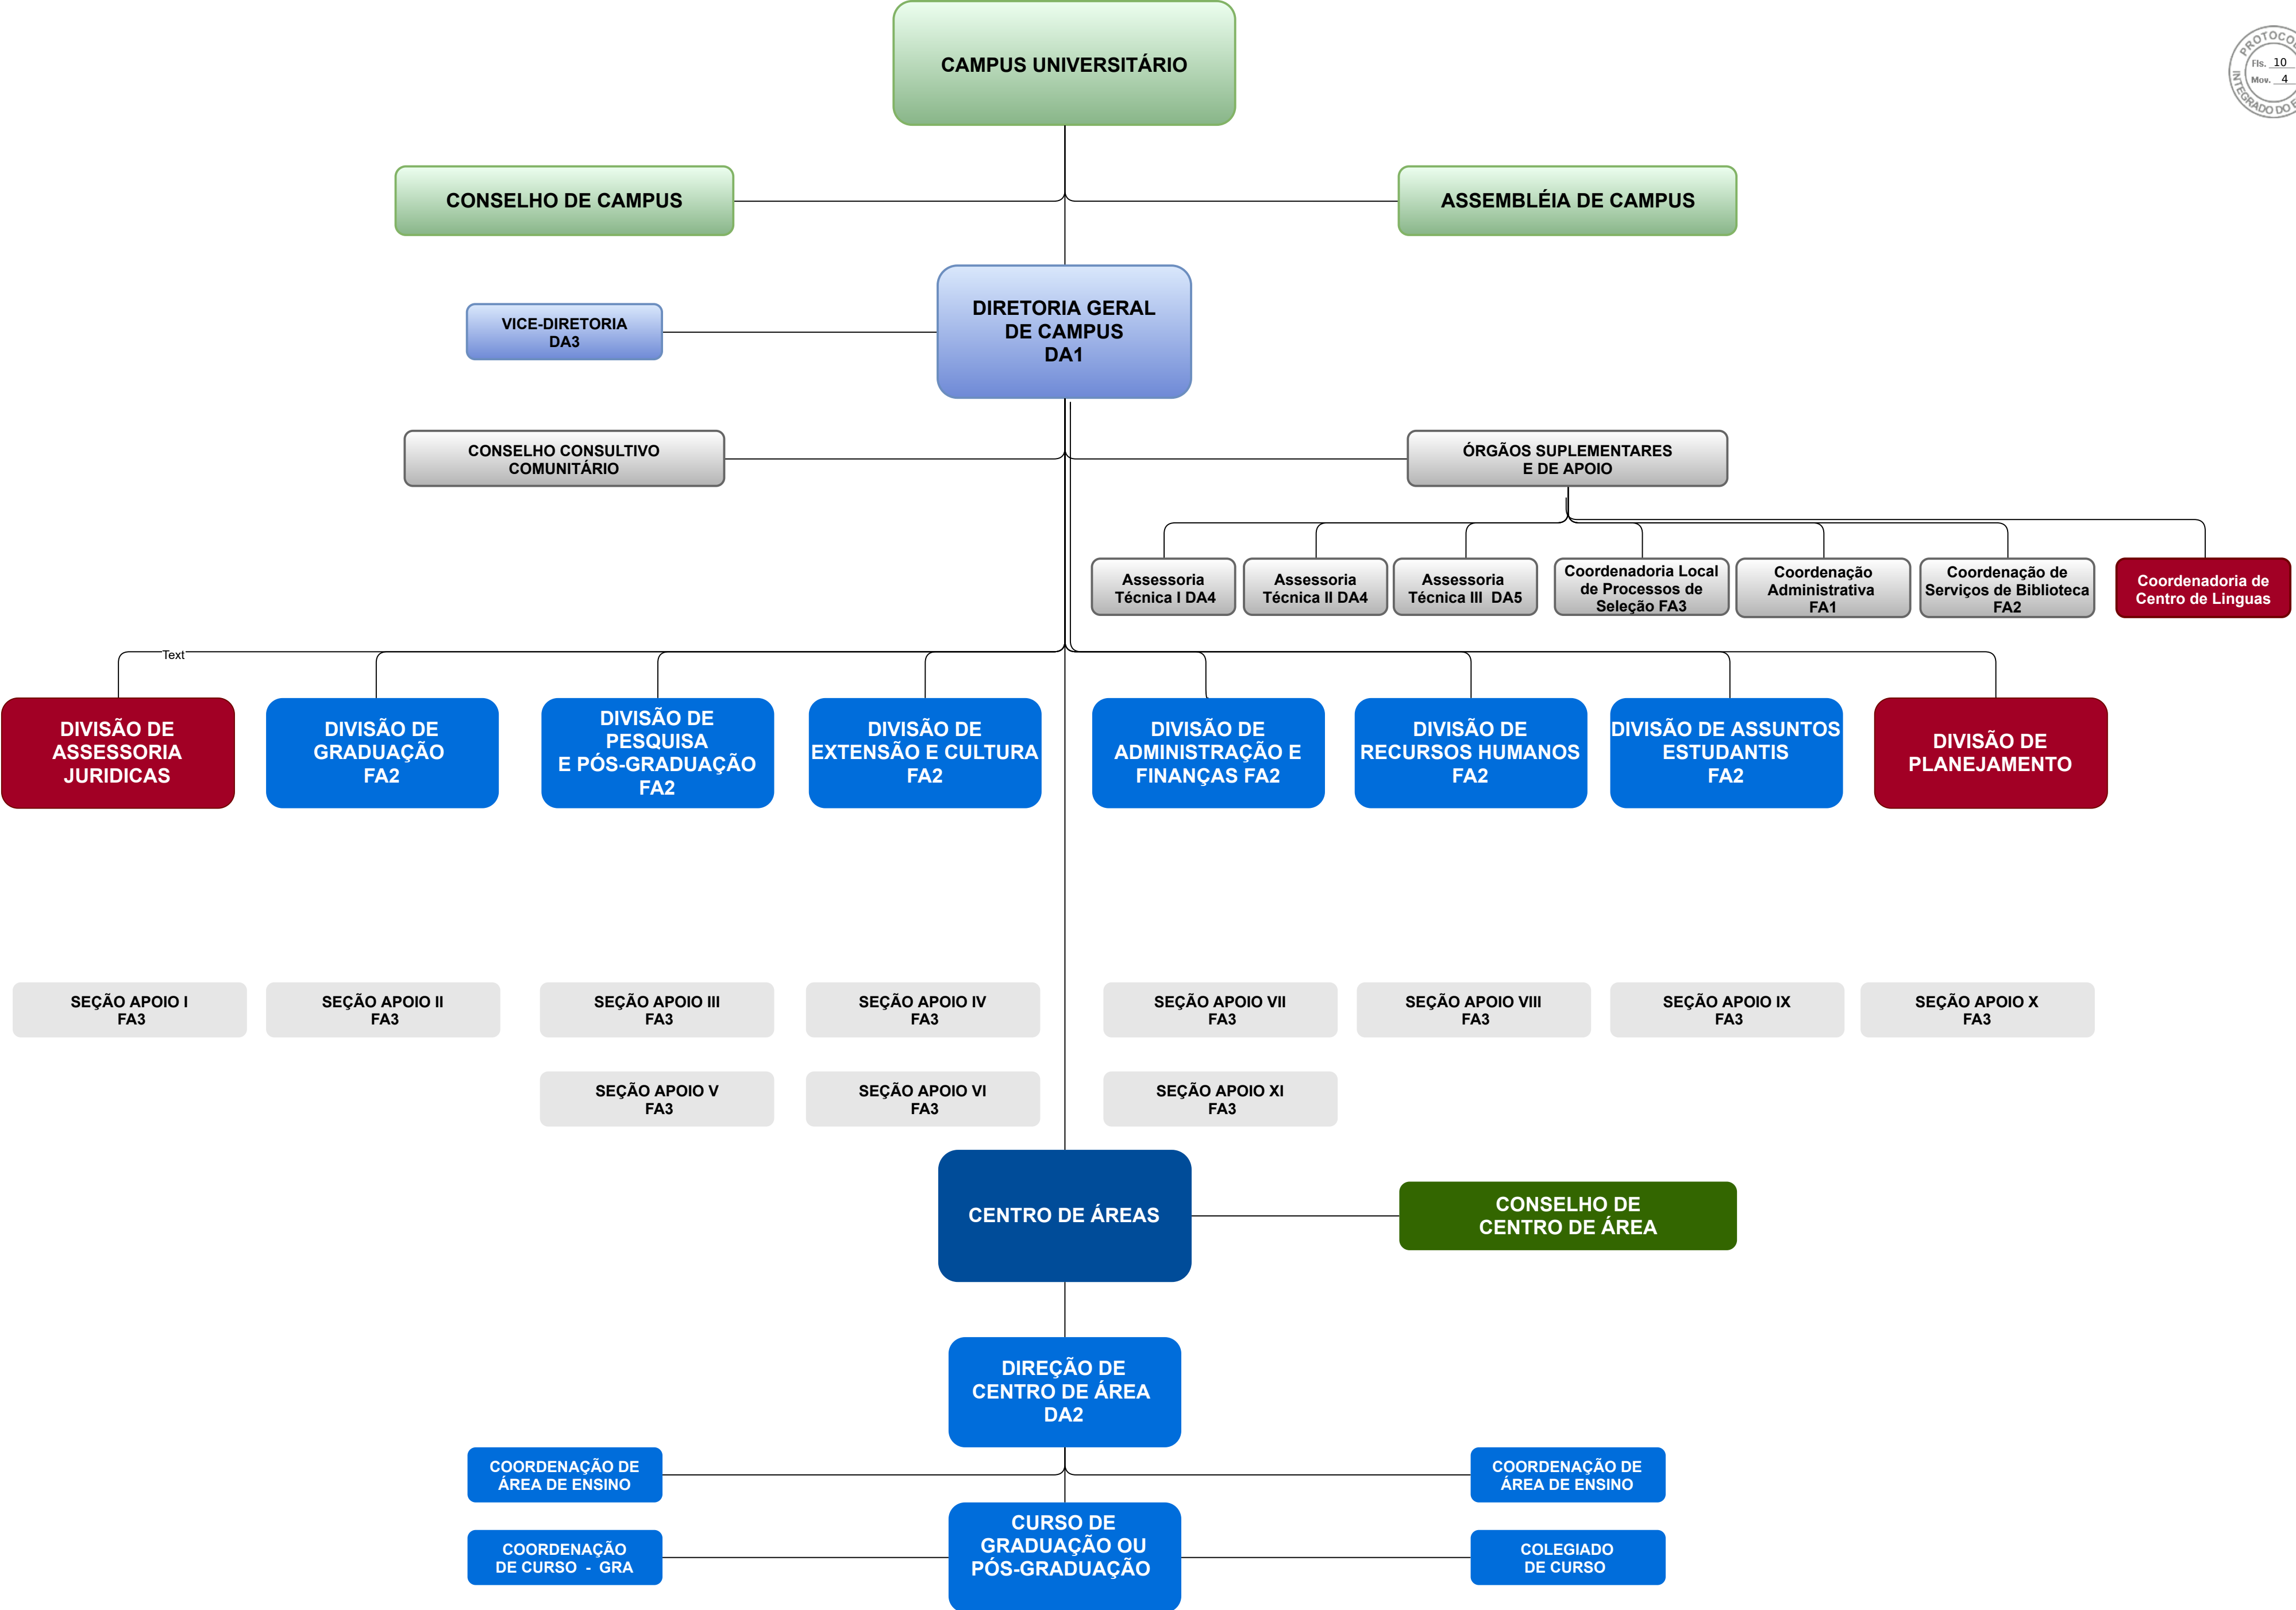 CAMPUS UNIVERSITÁRIO
PROTOCO
Fls. 10
Mov. 4
INTEGRADO DO E
CONSELHO DE CAMPUS
ASSEMBLÉIA DE CAMPUS
DIRETORIA GERAL
DE CAMPUS
DA1
VICE-DIRETORIA
DA3
CONSELHO CONSULTIVO
COMUNITÁRIO
ÓRGÃOS SUPLEMENTARES
E DE APOIO
Assessoria
Técnica I DA4
Assessoria
Técnica II DA4
Assessoria
Técnica III DA5
Coordenadoria Local
de Processos de
Seleção FA3
Coordenação
Administrativa
FA1
Coordenação de
Serviços de Biblioteca
FA2
Coordenadoria de
Centro de Linguas
Text
DIVISÃO DE
ASSESSORIA
JURIDICAS
DIVISÃO DE
GRADUAÇÃO
FA2
DIVISÃO DE
PESQUISA
E PÓS-GRADUAÇÃO
FA2
DIVISÃO DE
EXTENSÃO E CULTURA
FA2
DIVISÃO DE
ADMINISTRAÇÃO E
FINANÇAS FA2
DIVISÃO DE
RECURSOS HUMANOS
FA2
DIVISÃO DE ASSUNTOS
ESTUDANTIS
FA2
DIVISÃO DE
PLANEJAMENTO
SEÇÃO APOIO I
FA3
SEÇÃO APOIO II
FA3
SEÇÃO APOIO III
FA3
SEÇÃO APOIO IV
FA3
SEÇÃO APOIO VII
FA3
SEÇÃO APOIO VIII
FA3
SEÇÃO APOIO IX
FA3
SEÇÃO APOIO X
FA3
SEÇÃO APOIO V
FA3
SEÇÃO APOIO VI
FA3
SEÇÃO APOIO XI
FA3
CENTRO DE ÁREAS
CONSELHO DE
CENTRO DE ÁREA
DIREÇÃO DE
CENTRO DE ÁREA
DA2
COORDENAÇÃO DE
ÁREA DE ENSINO
COORDENAÇÃO DE
ÁREA DE ENSINO
CURSO DE
GRADUAÇÃO OU
PÓS-GRADUAÇÃO
COORDENAÇÃO
DE CURSO - GRA
COLEGIADO
DE CURSO